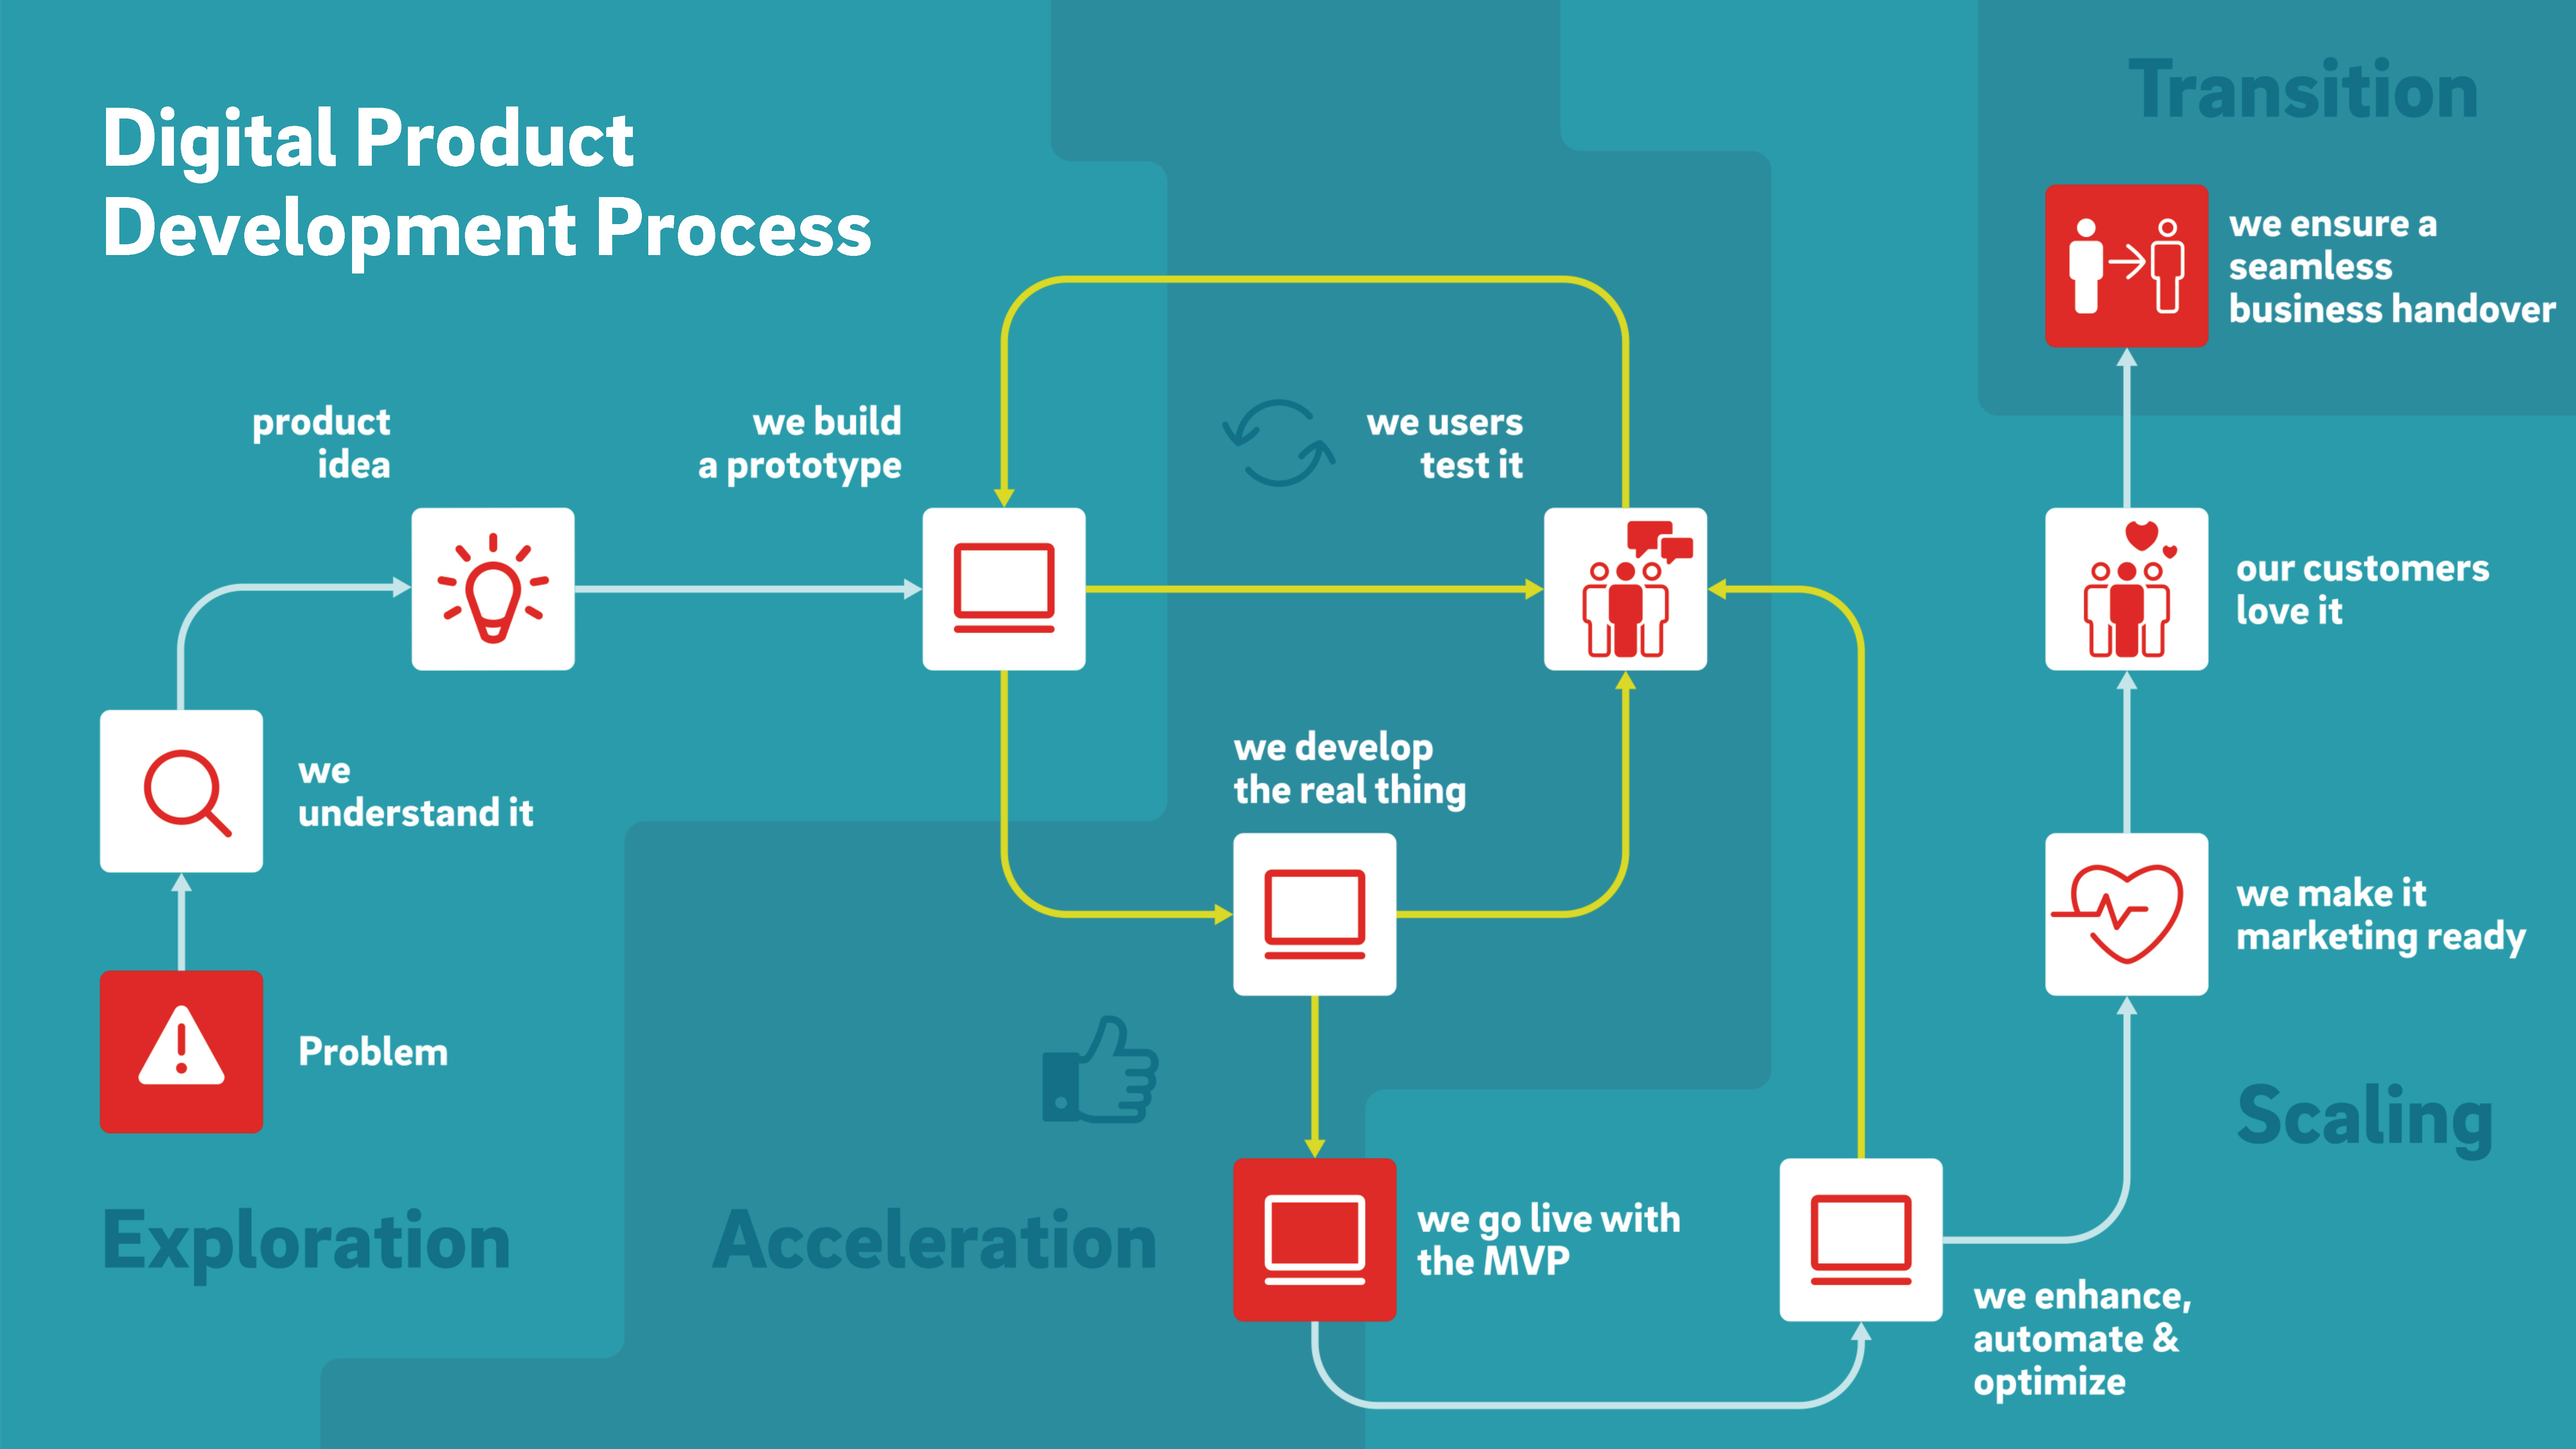 Digital Product
Development Process
Transition
we ensure a
seamless
business handover
product
idea
we build
a prototype
we users
test it
our customers
love it
we
understand it
we develop
the real thing
we make it
marketing ready
Problem
Scaling
Exploration
Acceleration
we go live with
the MVP
we enhance,
automate &
optimize